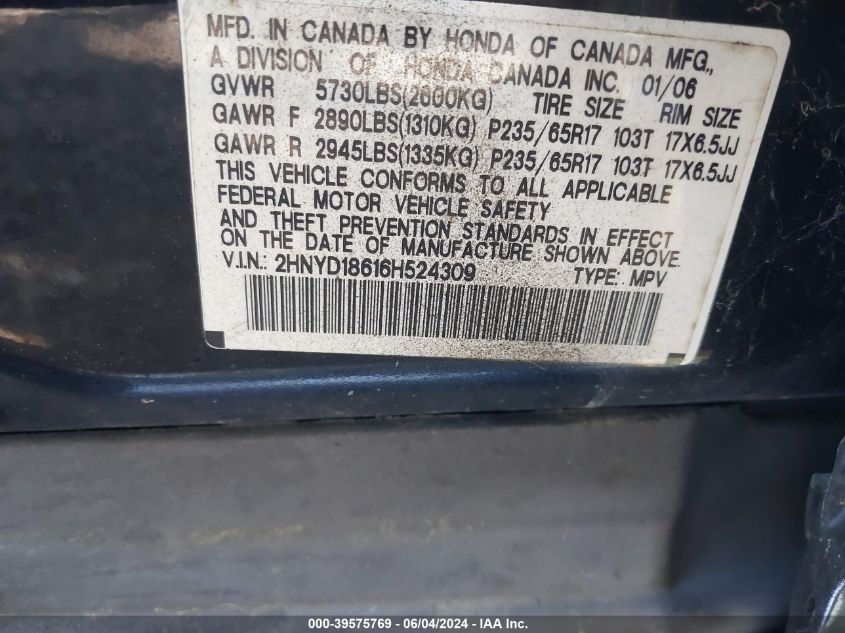 MFD. IN CANADA BY HONDA OF CANADA MFG.,
A DIVISION OF HONDA CANADA INC. 01/06
GVWR 5730LBS(2600KG) TIRE SIZE RIM SIZE
GAWR F 2890LBS(1310KG) P235/65R17 103T 17X6.5JJ
GAWR R 2945LBS(1335KG) P235/65R17 103T 17X6.5JJ
THIS VEHICLE CONFORMS TO ALL APPLICABLE
FEDERAL MOTOR VEHICLE SAFETY
AND THEFT PREVENTION STANDARDS IN EFFECT
ON THE DATE OF MANUFACTURE SHOWN ABOVE.
V.I.N.: 2HNYD18616H524309 TYPE: MPV
000-39575769 - 06/04/2024 - IAA Inc.